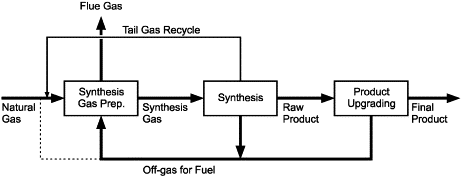 Flue Gas
Tail Gas Recycle
Natural
Gas
Synthesis
Gas Prep.
Synthesis
Gas
Synthesis
Raw
Product
Product
Upgrading
Final
Product
Off-gas for Fuel